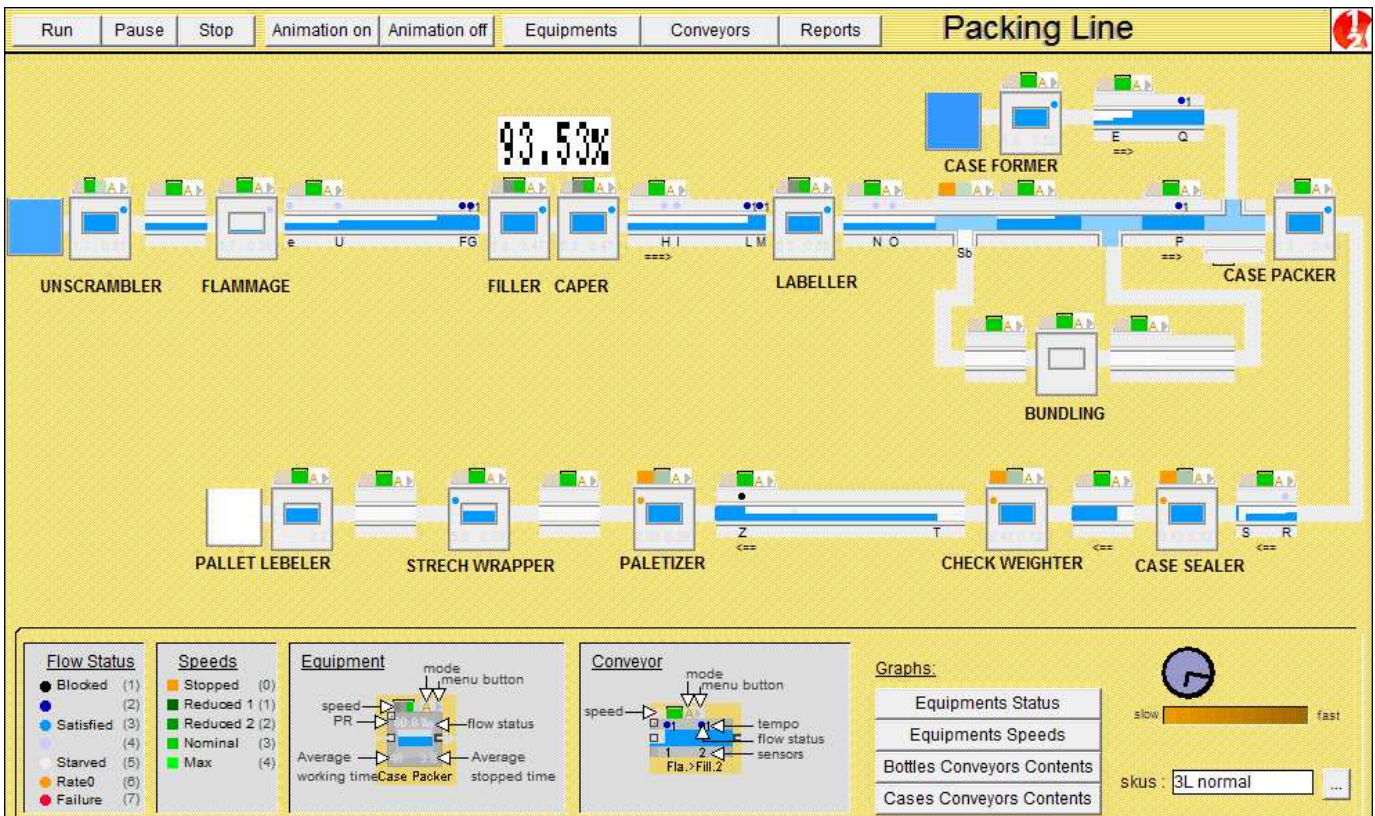 Run Pause Stop Animation on Animation off Equipments Conveyors Reports Packing Line
93.53%
CASE FORMER
E Q
==>
e U FG H I L M N O Sb P
===> ==>
UNSCRAMBLER FLAMMAGE FILLER CAPER LABELLER CASE PACKER
BUNDLING
Z T S R
<== <== <==
PALLET LEBELER STRECH WRAPPER PALETIZER CHECK WEIGHTER CASE SEALER
Flow Status
Blocked (1)
(2)
Satisfied (3)
(4)
Starved (5)
Rate0 (6)
Failure (7)
Speeds
Stopped (0)
Reduced 1 (1)
Reduced 2 (2)
Nominal (3)
Max (4)
Equipment
mode
menu button
speed
PR
flow status
Average working time
Case Packer
Average stopped time
Conveyor
mode
menu button
speed
tempo
flow status
1 2 sensors
Fla.>Fill.2
Graphs:
Equipments Status
Equipments Speeds
Bottles Conveyors Contents
Cases Conveyors Contents
slow fast
skus : 3L normal ...